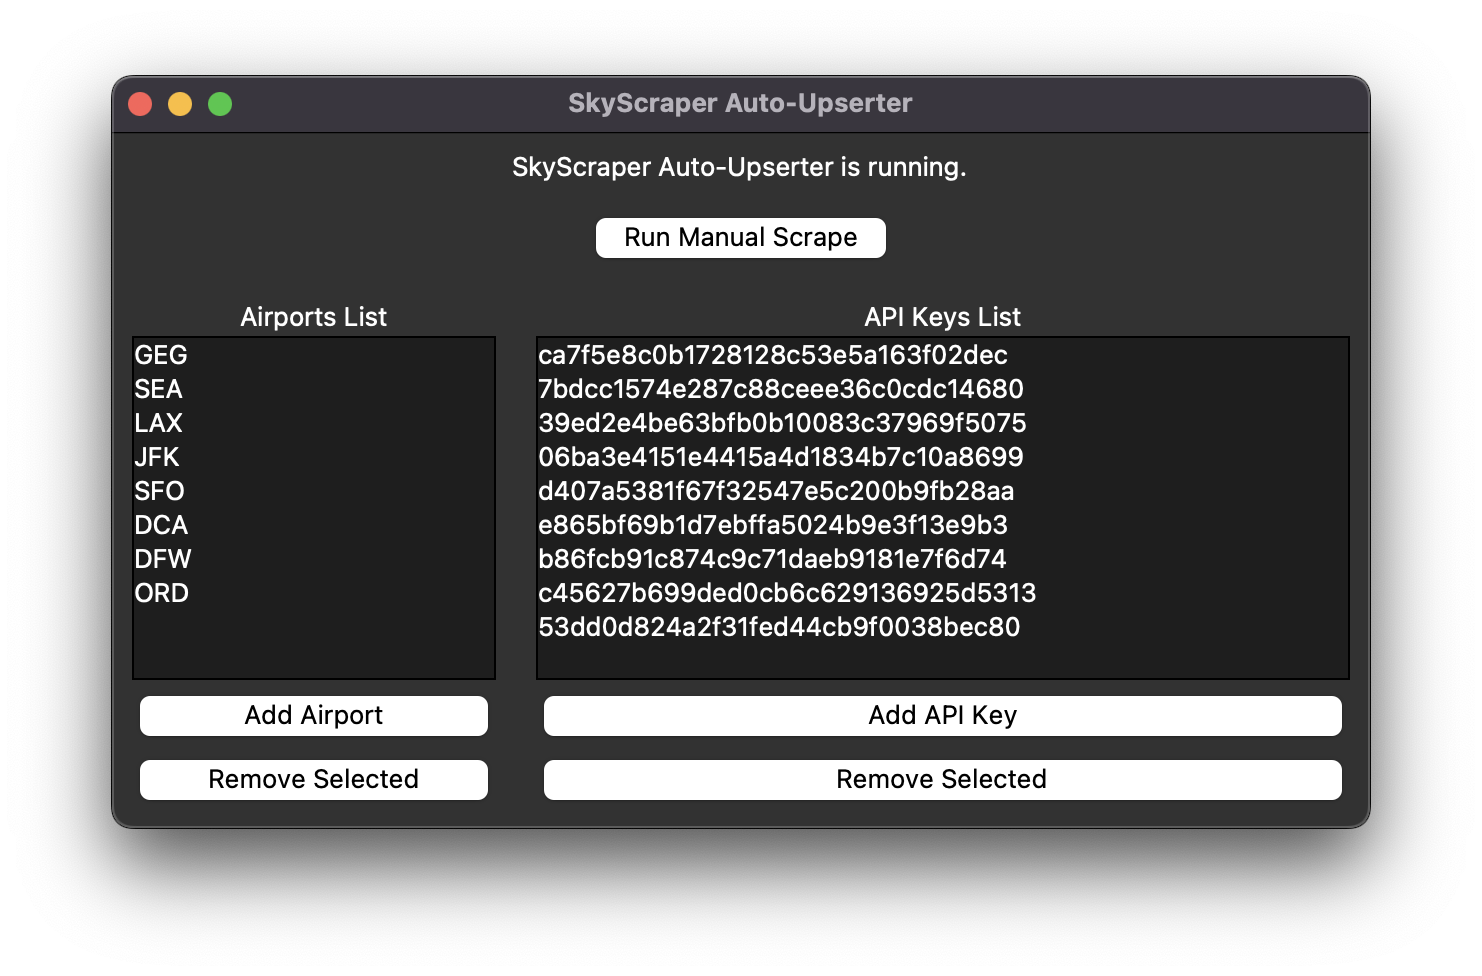 SkyScraper Auto-Upserter
SkyScraper Auto-Upserter is running.
Run Manual Scrape
Airports List
GEG
SEA
LAX
JFK
SFO
DCA
DFW
ORD
Add Airport
Remove Selected
API Keys List
ca7f5e8c0b1728128c53e5a163f02dec
7bdcc1574e287c88ceee36c0cdc14680
39ed2e4be63bfb0b10083c37969f5075
06ba3e4151e4415a4d1834b7c10a8699
d407a5381f67f32547e5c200b9fb28aa
e865bf69b1d7ebffa5024b9e3f13e9b3
b86fcb91c874c9c71daeb9181e7f6d74
c45627b699ded0cb6c629136925d5313
53dd0d824a2f31fed44cb9f0038bec80
Add API Key
Remove Selected